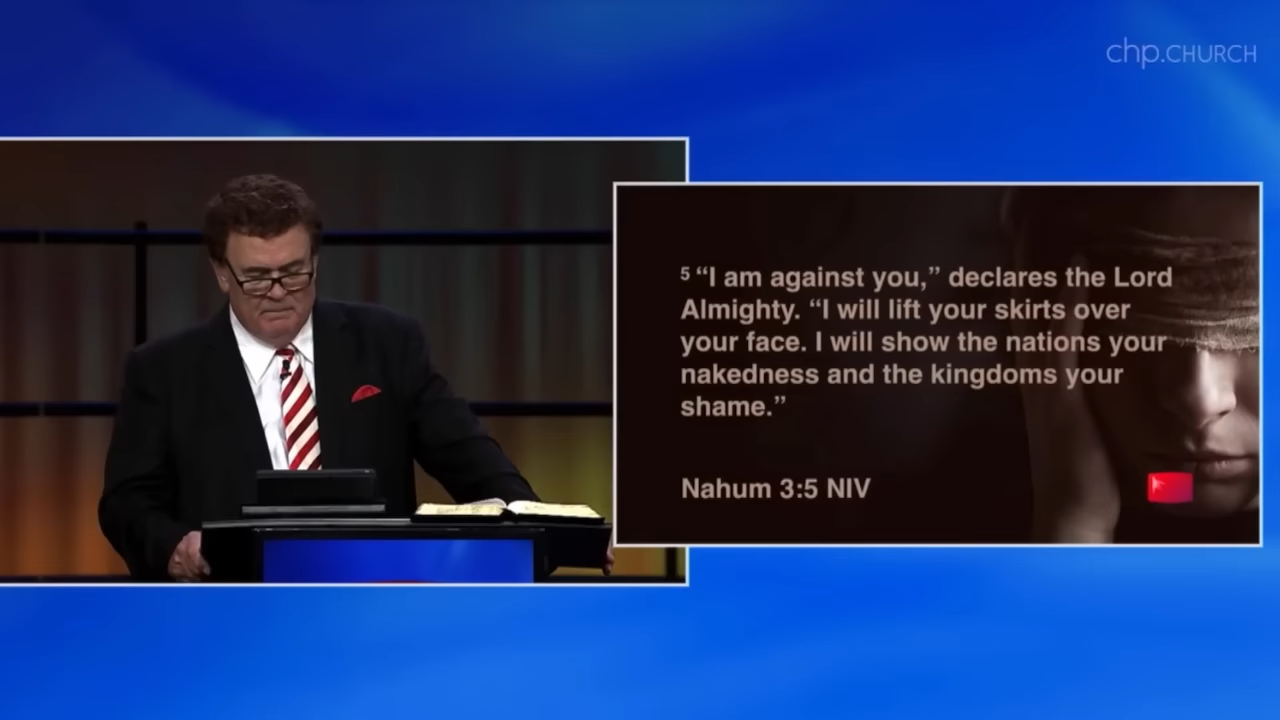 chp.CHURCH
5 “I am against you,” declares the Lord
Almighty. “I will lift your skirts over
your face. I will show the nations your
nakedness and the kingdoms your
shame.”
Nahum 3:5 NIV